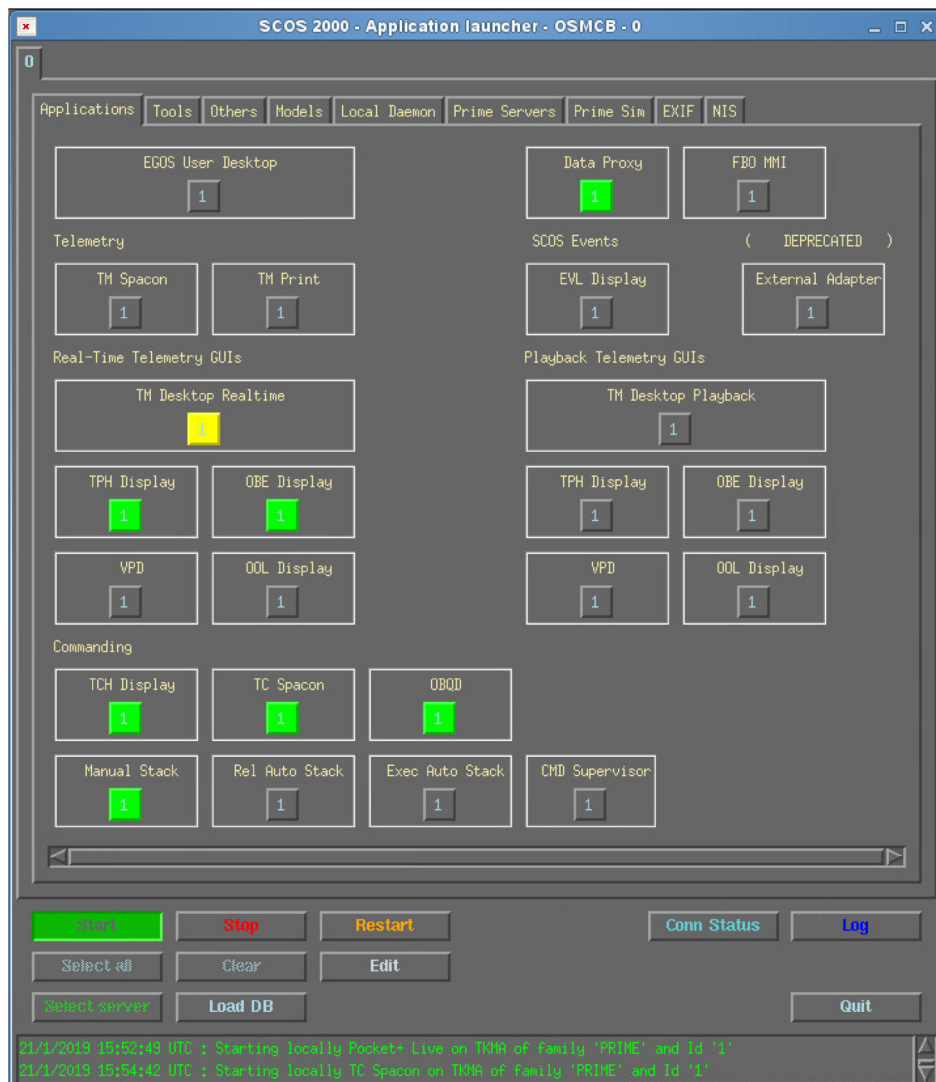 SCOS 2000 - Application launcher - OSMCB - 0
0
Applications Tools Others Models Local Daemon Prime Servers Prime Sim EXIF NIS
EGOS User Desktop Data Proxy FBO MMI
1 1 1
Telemetry SCOS Events ( DEPRECATED )
TM Spacon TM Print EVL Display External Adapter
1 1 1 1
Real-Time Telemetry GUIs Playback Telemetry GUIs
TM Desktop Realtime TM Desktop Playback
1 1
TPH Display OBE Display TPH Display OBE Display
1 1 1 1
VPD OOL Display VPD OOL Display
1 1 1 1
Commanding
TCH Display TC Spacon OBQD
1 1 1
Manual Stack Rel Auto Stack Exec Auto Stack CMD Supervisor
1 1 1 1
Start Stop Restart Conn Status Log
Select all Clear Edit
Select server Load DB Quit
21/1/2019 15:52:49 UTC : Starting locally Pocket+ Live on TKMA of family 'PRIME' and Id '1'
21/1/2019 15:54:42 UTC : Starting locally TC Spacon on TKMA of family 'PRIME' and Id '1'